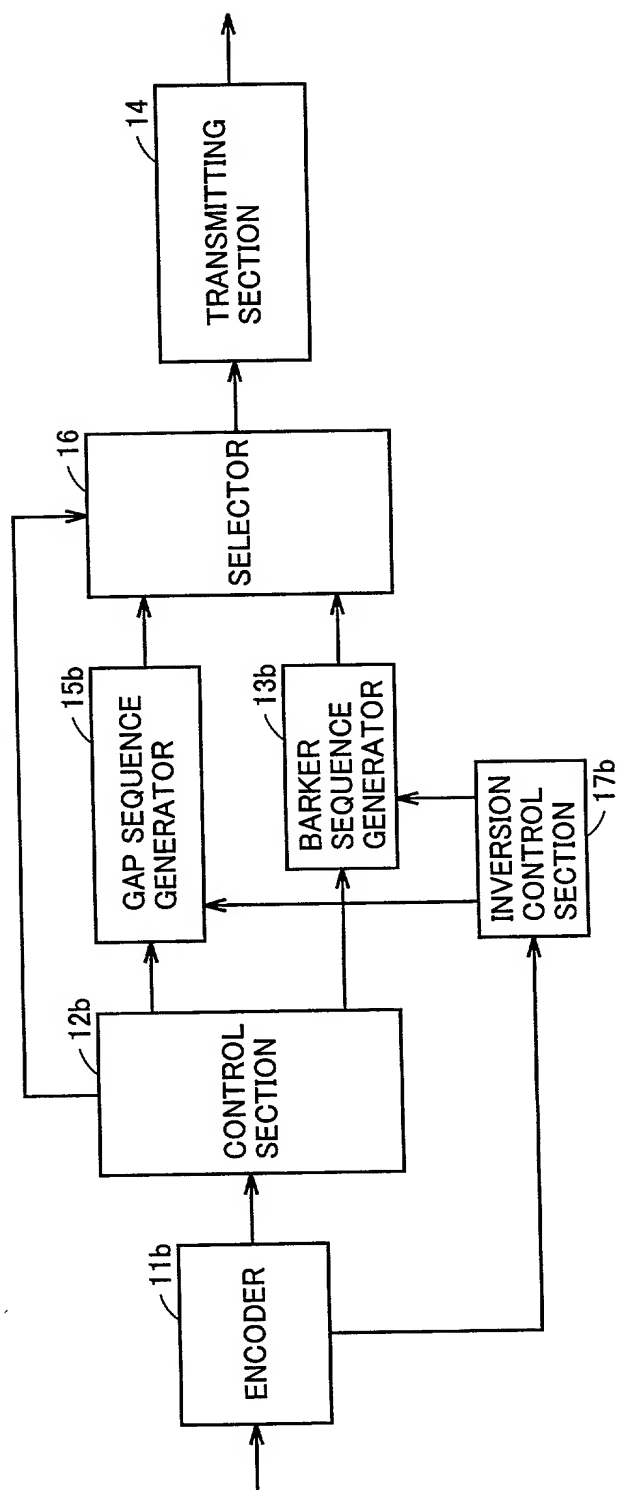 11b
ENCODER
12b
CONTROL
SECTION
15b
GAP SEQUENCE
GENERATOR
13b
BARKER
SEQUENCE
GENERATOR
INVERSION
CONTROL
SECTION
17b
16
SELECTOR
14
TRANSMITTING
SECTION